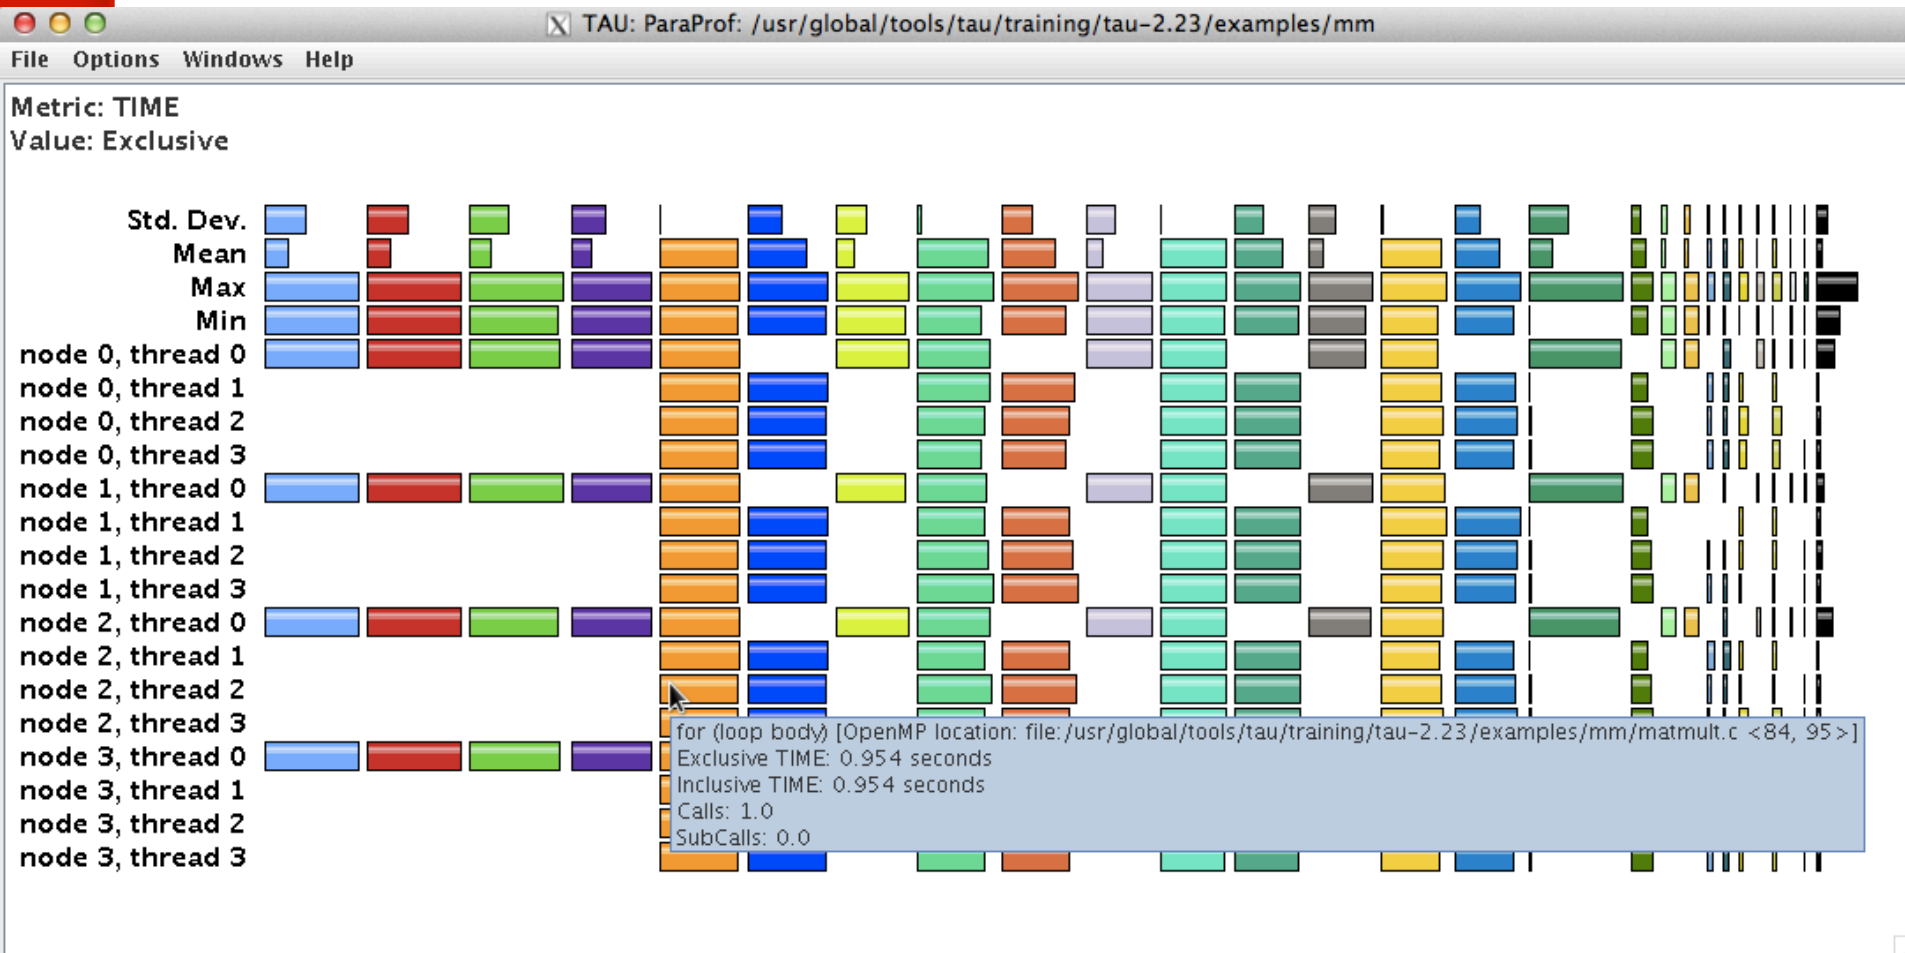 TAU: ParaProf: /usr/global/tools/tau/training/tau-2.23/examples/mm
File Options Windows Help
Metric: TIME
Value: Exclusive
Std. Dev.
Mean
Max
Min
node 0, thread 0
node 0, thread 1
node 0, thread 2
node 0, thread 3
node 1, thread 0
node 1, thread 1
node 1, thread 2
node 1, thread 3
node 2, thread 0
node 2, thread 1
node 2, thread 2
node 2, thread 3
node 3, thread 0
node 3, thread 1
node 3, thread 2
node 3, thread 3
for (loop body) [OpenMP location: file:/usr/global/tools/tau/training/tau-2.23/examples/mm/matmult.c <84, 95>]
Exclusive TIME: 0.954 seconds
Inclusive TIME: 0.954 seconds
Calls: 1.0
SubCalls: 0.0